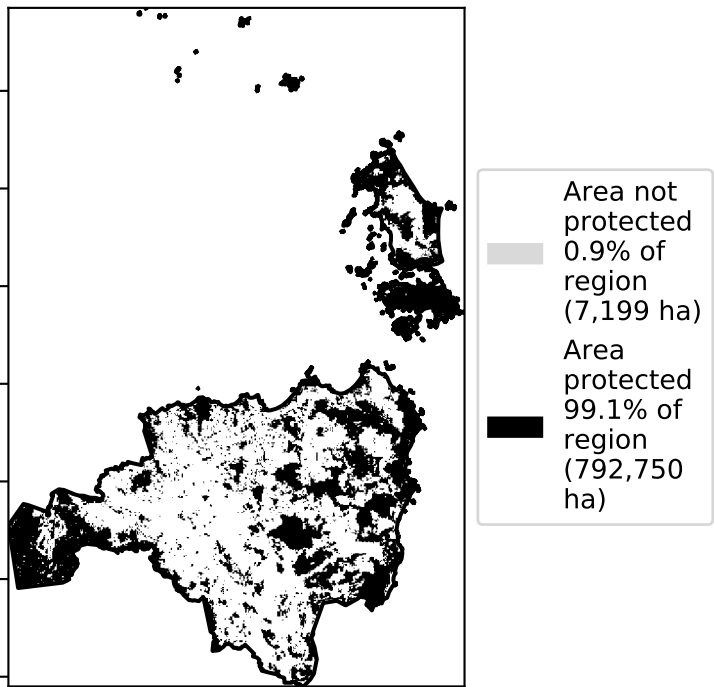 Area not
protected
0.9% of
region
(7,199 ha)
Area
protected
99.1% of
region
(792,750
ha)